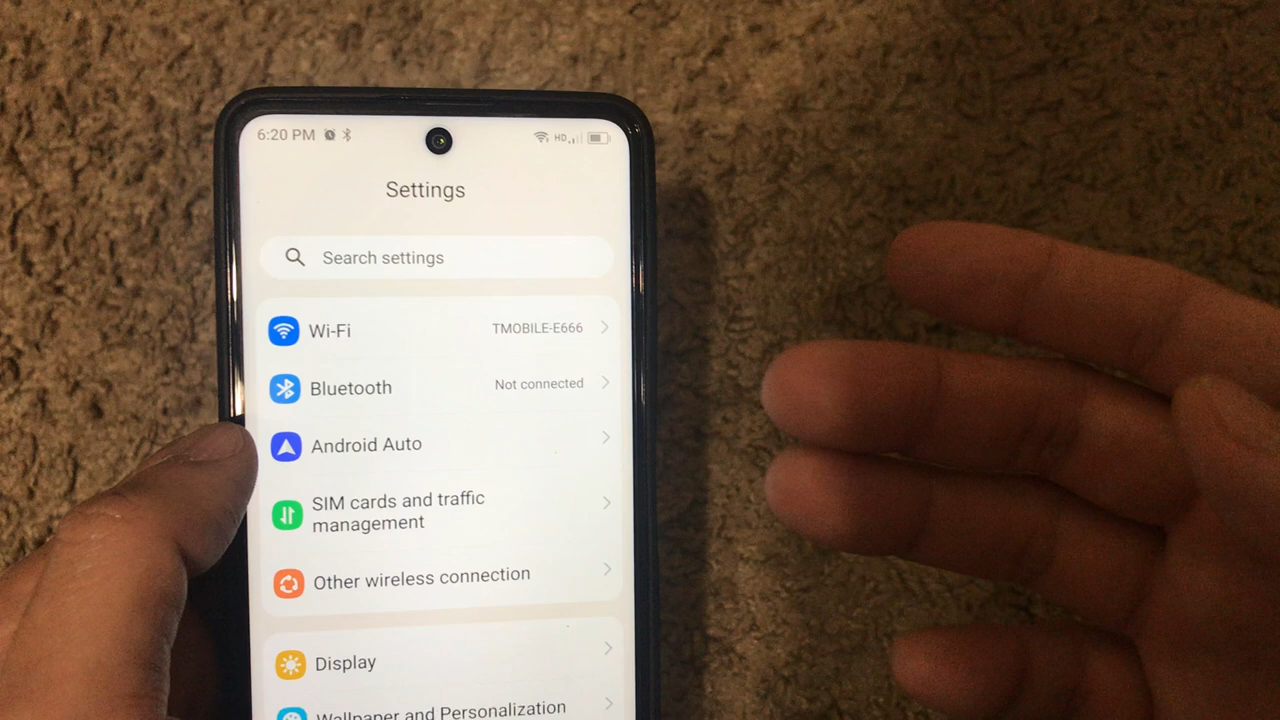 6:20 PM HD
Settings
Search settings
Wi-Fi TMOBILE-E666
Bluetooth Not connected
Android Auto
SIM cards and traffic
management
Other wireless connection
Display
Wallpaper and Personalization